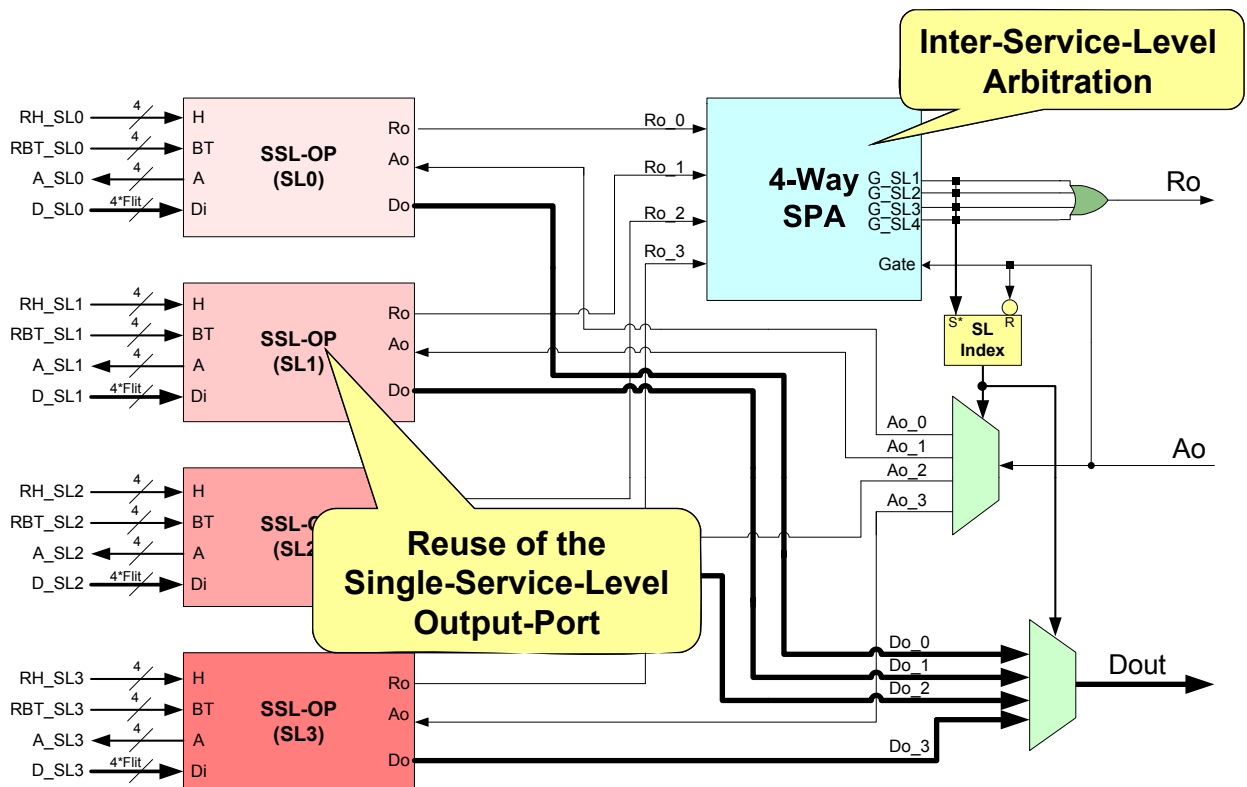 Inter-Service-Level
Arbitration
RH_SL0
4
H
RBT_SL0
4
BT
A_SL0
4
A
D_SL0
4*Flit
Di
SSL-OP
(SL0)
Ro
Ao
Do
RH_SL1
4
H
RBT_SL1
4
BT
A_SL1
4
A
D_SL1
4*Flit
Di
SSL-OP
(SL1)
Ro
Ao
Do
RH_SL2
4
H
RBT_SL2
4
BT
A_SL2
4
A
D_SL2
4*Flit
Di
RH_SL3
4
H
RBT_SL3
4
BT
A_SL3
4
A
D_SL3
4*Flit
Di
SSL-OP
(SL3)
Ro
Ao
Do
Reuse of the
Single-Service-Level
Output-Port
Ro_0
Ro_1
Ro_2
Ro_3
4-Way
SPA
G_SL1
G_SL2
G_SL3
G_SL4
Gate
Ro
S*
R
SL
Index
Ao_0
Ao_1
Ao_2
Ao_3
Ao
Do_0
Do_1
Do_2
Do_3
Dout